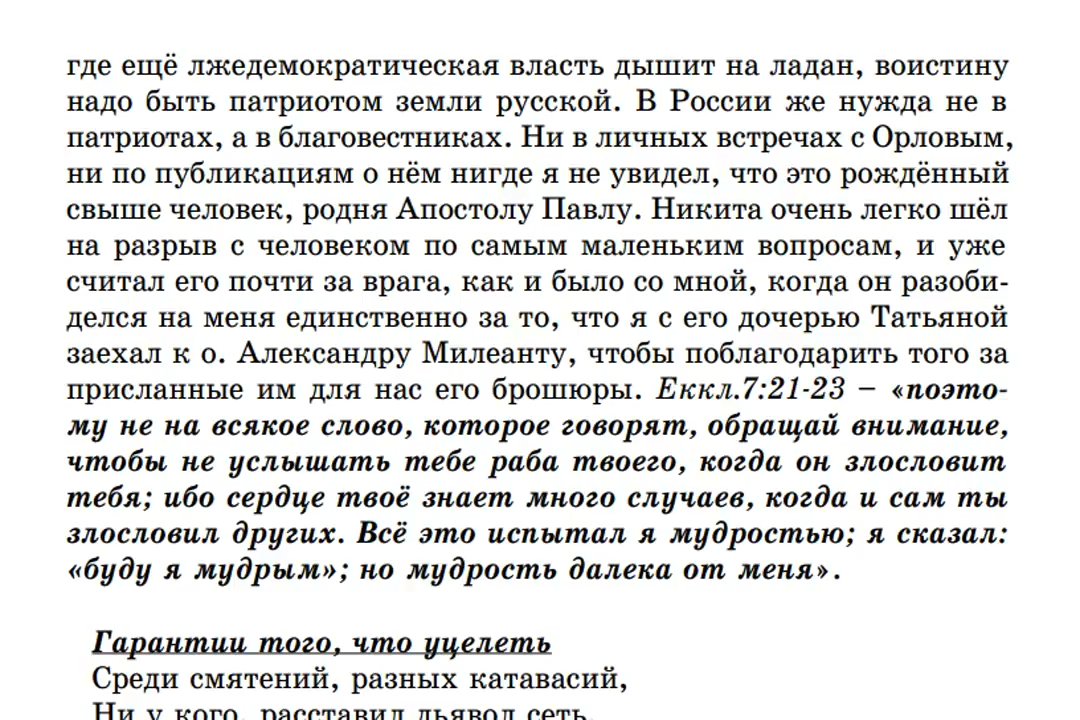 где ещё лжедемократическая власть дышит на ладан, воистину
надо быть патриотом земли русской. В России же нужда не в
патриотах, а в благовестниках. Ни в личных встречах с Орловым,
ни по публикациям о нём нигде я не увидел, что это рождённый
свыше человек, родня Апостолу Павлу. Никита очень легко шёл
на разрыв с человеком по самым маленьким вопросам, и уже
считал его почти за врага, как и было со мной, когда он разоби-
делся на меня единственно за то, что я с его дочерью Татьяной
заехал к о. Александру Милеанту, чтобы поблагодарить того за
присланные им для нас его брошюры. Еккл.7:21-23 – «поэто-
му не на всякое слово, которое говорят, обращай внимание,
чтобы не услышать тебе раба твоего, когда он злословит
тебя; ибо сердце твоё знает много случаев, когда и сам ты
злословил других. Всё это испытал я мудростью; я сказал:
«буду я мудрым»; но мудрость далека от меня».
Гарантии того, что уцелеть
Среди смятений, разных катавасий,
Ни у кого, расставил дьявол сеть,